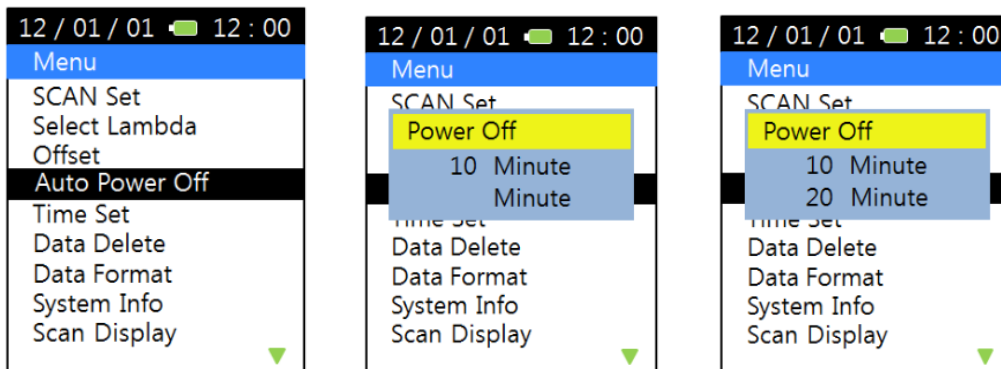 12 / 01 / 01 12 : 00
Menu
SCAN Set
Select Lambda
Offset
Auto Power Off
Time Set
Data Delete
Data Format
System Info
Scan Display
12 / 01 / 01 12 : 00
Menu
SCAN Set
Power Off
10 Minute
Minute
Time Set
Data Delete
Data Format
System Info
Scan Display
12 / 01 / 01 12 : 00
Menu
SCAN Set
Power Off
10 Minute
20 Minute
Time Set
Data Delete
Data Format
System Info
Scan Display